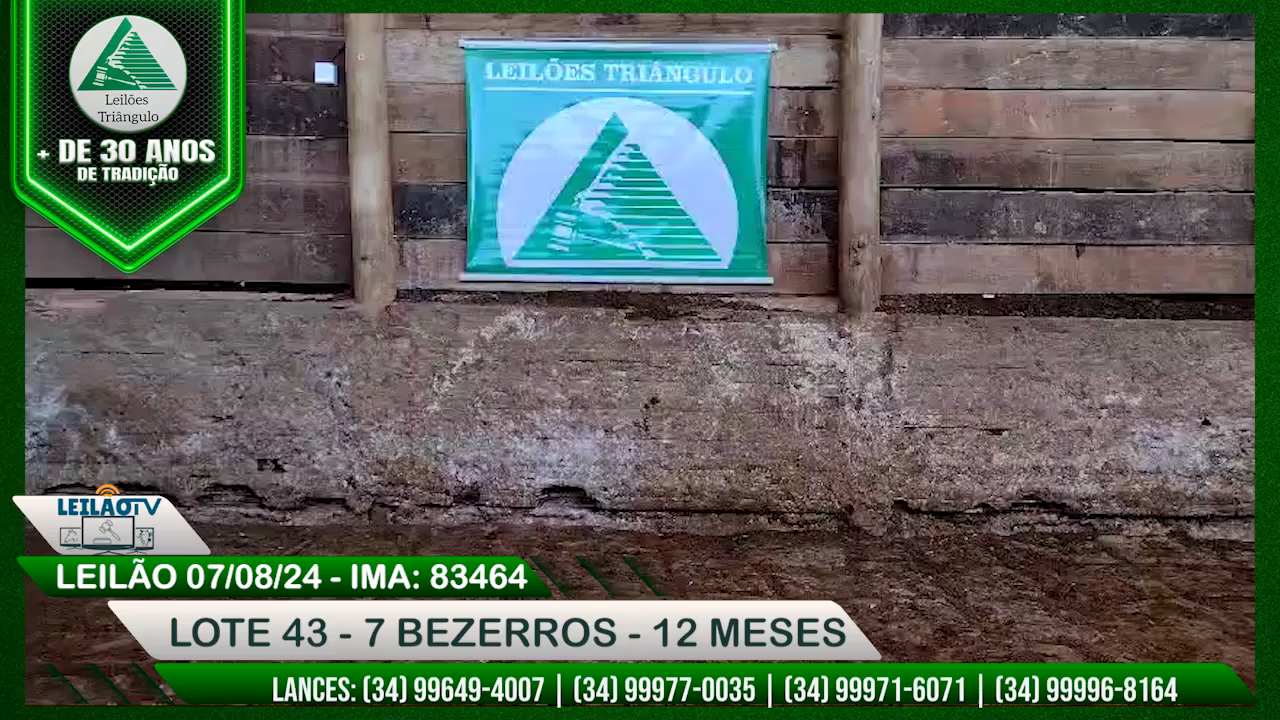 Leilões
Triângulo
+ DE 30 ANOS
DE TRADIÇÃO
LEILÕES TRIÂNGULO
LEILAOTV
LEILÃO 07/08/24 - IMA: 83464
LOTE 43 - 7 BEZERROS - 12 MESES
LANCES: (34) 99649-4007 | (34) 99977-0035 | (34) 99971-6071 | (34) 99996-8164